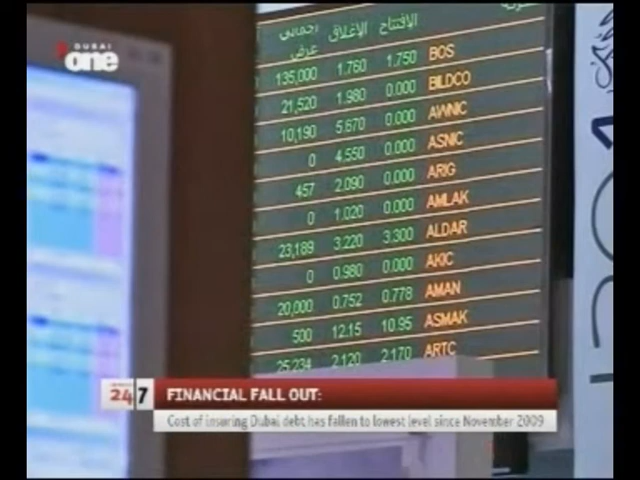 DUBAI
one
إجمالي الإغلاق الإفتتاح
عرض
135,000 1.760 1.750 BOS
21,520 1.980 0.000 BILDCO
10,190 5.670 0.000 AWNIC
0 4.550 0.000 ASNIC
457 2.090 0.000 ARIG
0 1.020 0.000 AMLAK
23,189 3.220 3.300 ALDAR
0 0.980 0.000 AKIC
20,000 0.752 0.778 AMAN
500 12.15 10.95 ASMAK
25,234 2.120 2.170 ARTC
24 7
FINANCIAL FALL OUT:
Cost of insuring Dubai debt has fallen to lowest level since November 2009